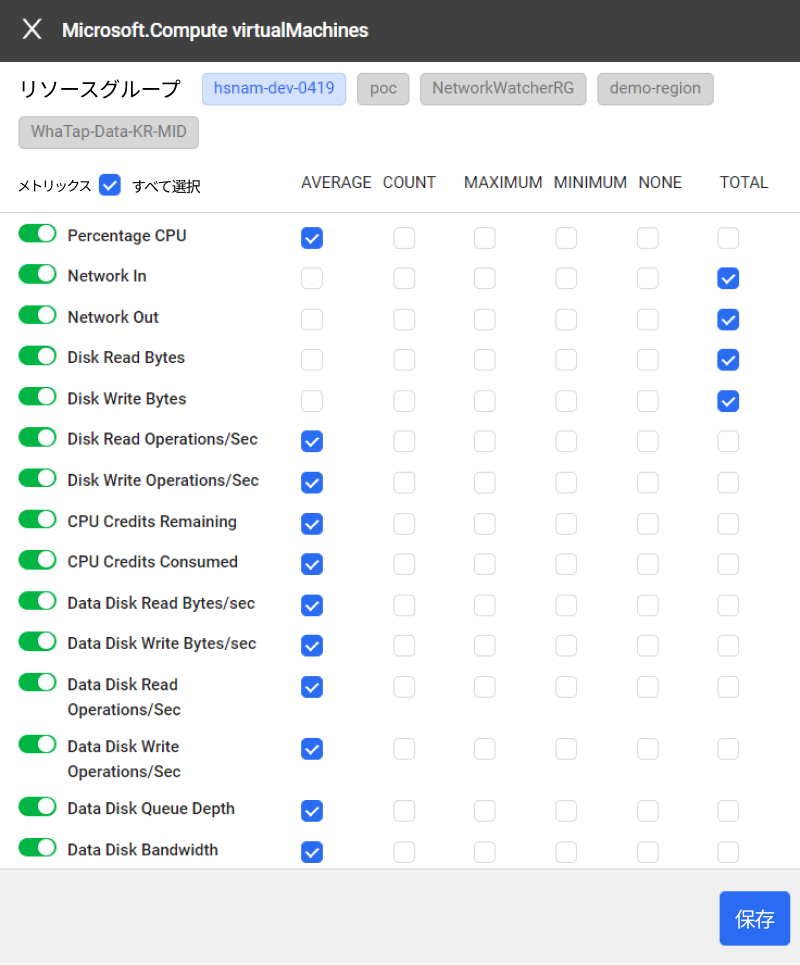 Microsoft.Compute virtualMachines
リソースグループ hsnam-dev-0419 poc NetworkWatcherRG demo-region
WhaTap-Data-KR-MID
メトリックス すべて選択 AVERAGE COUNT MAXIMUM MINIMUM NONE TOTAL
Percentage CPU
Network In
Network Out
Disk Read Bytes
Disk Write Bytes
Disk Read Operations/Sec
Disk Write Operations/Sec
CPU Credits Remaining
CPU Credits Consumed
Data Disk Read Bytes/sec
Data Disk Write Bytes/sec
Data Disk Read
Operations/Sec
Data Disk Write
Operations/Sec
Data Disk Queue Depth
Data Disk Bandwidth
保存